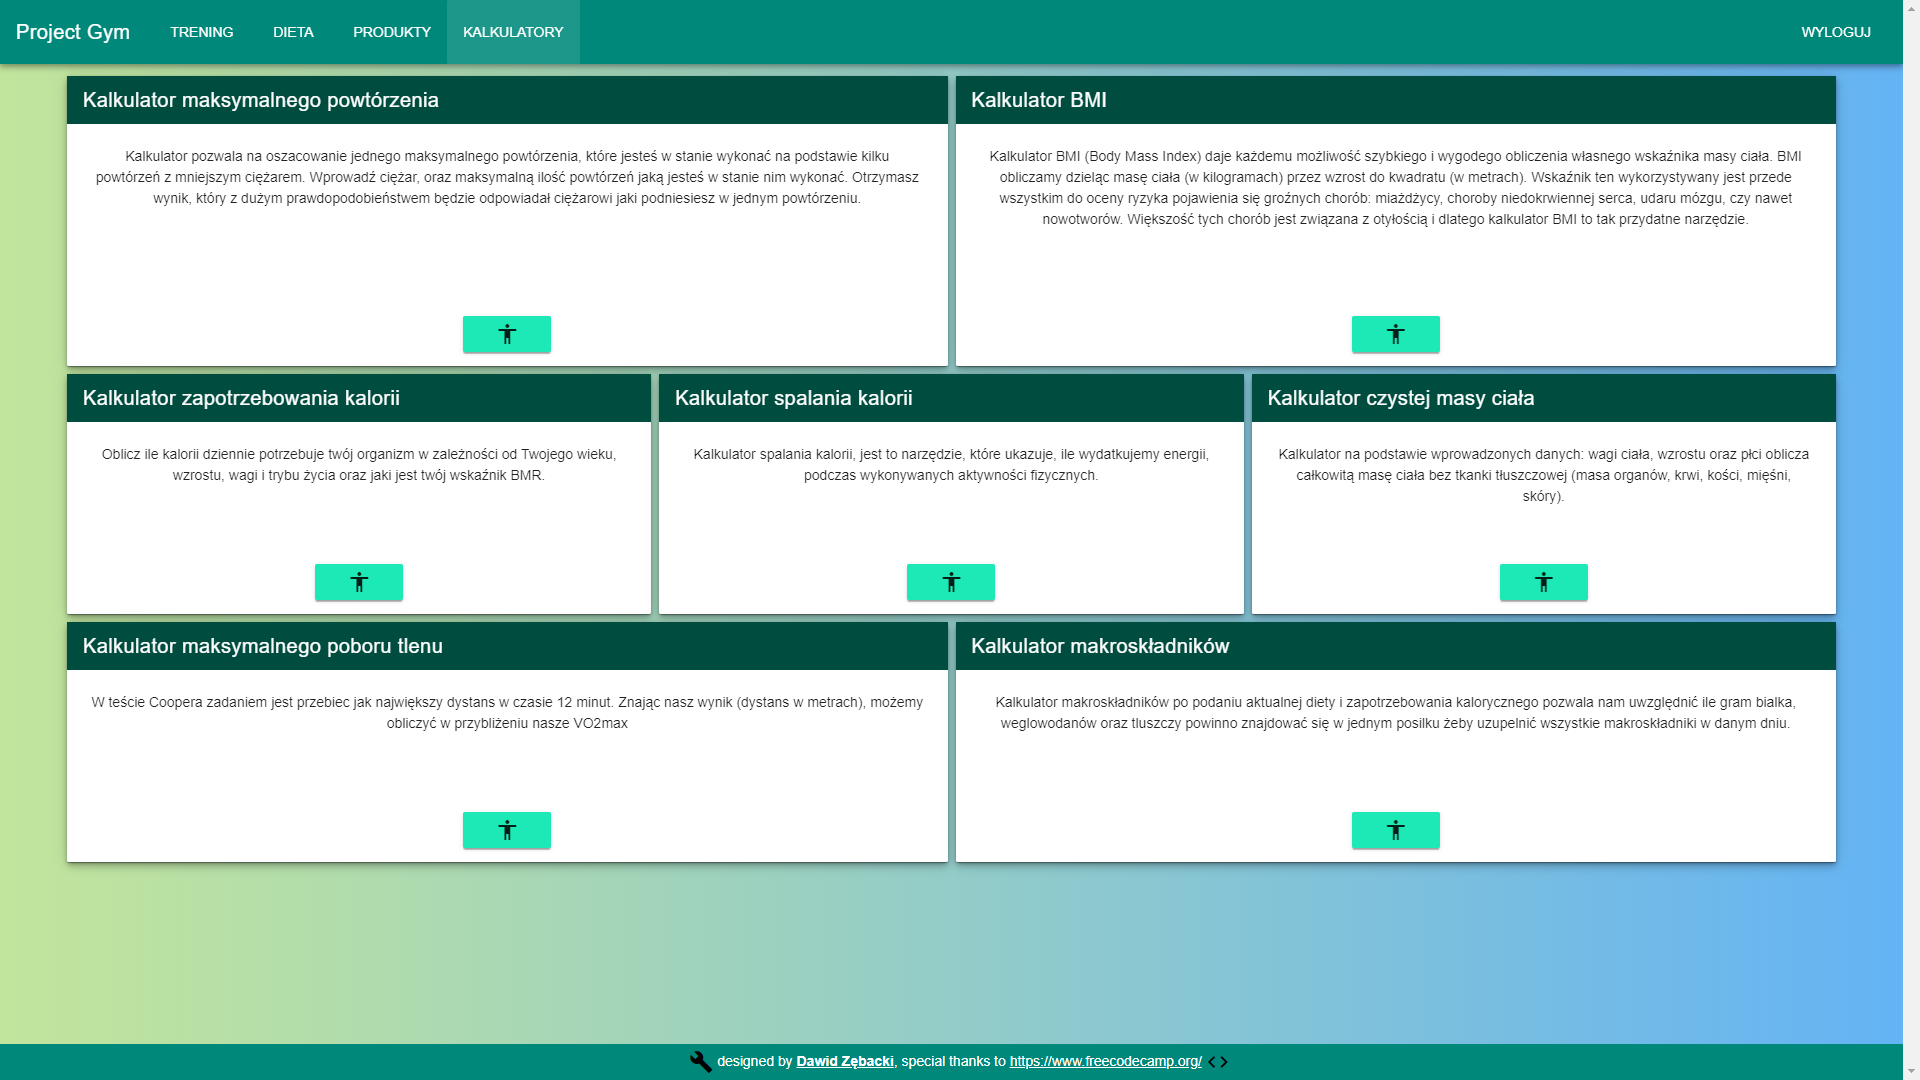 Project Gym
TRENING
DIETA
PRODUKTY
KALKULATORY
WYLOGUJ
Kalkulator maksymalnego powtórzenia
Kalkulator pozwala na oszacowanie jednego maksymalnego powtórzenia, które jesteś w stanie wykonać na podstawie kilku
powtórzeń z mniejszym ciężarem. Wprowadź ciężar, oraz maksymalną ilość powtórzeń jaką jesteś w stanie nim wykonać. Otrzymasz
wynik, który z dużym prawdopodobieństwem będzie odpowiadał ciężarowi jaki podniesiesz w jednym powtórzeniu.
Kalkulator BMI
Kalkulator BMI (Body Mass Index) daje każdemu możliwość szybkiego i wygodego obliczenia własnego wskaźnika masy ciała. BMI
obliczamy dzieląc masę ciała (w kilogramach) przez wzrost do kwadratu (w metrach). Wskaźnik ten wykorzystywany jest przede
wszystkim do oceny ryzyka pojawienia się groźnych chorób: miażdżycy, choroby niedokrwiennej serca, udaru mózgu, czy nawet
nowotworów. Większość tych chorób jest związana z otyłością i dlatego kalkulator BMI to tak przydatne narzędzie.
Kalkulator zapotrzebowania kalorii
Oblicz ile kalorii dziennie potrzebuje twój organizm w zależności od Twojego wieku,
wzrostu, wagi i trybu życia oraz jaki jest twój wskaźnik BMR.
Kalkulator spalania kalorii
Kalkulator spalania kalorii, jest to narzędzie, które ukazuje, ile wydatkujemy energii,
podczas wykonywanych aktywności fizycznych.
Kalkulator czystej masy ciała
Kalkulator na podstawie wprowadzonych danych: wagi ciała, wzrostu oraz płci oblicza
całkowitą masę ciała bez tkanki tłuszczowej (masa organów, krwi, kości, mięśni,
skóry).
Kalkulator maksymalnego poboru tlenu
W teście Coopera zadaniem jest przebiec jak największy dystans w czasie 12 minut. Znając nasz wynik (dystans w metrach), możemy
obliczyć w przybliżeniu nasze VO2max
Kalkulator makroskładników
Kalkulator makroskładników po podaniu aktualnej diety i zapotrzebowania kalorycznego pozwala nam uwzględnić ile gram bialka,
weglowodanów oraz tluszczy powinno znajdować się w jednym posilku żeby uzupelnić wszystkie makroskładniki w danym dniu.
designed by Dawid Zębacki, special thanks to https://www.freecodecamp.org/